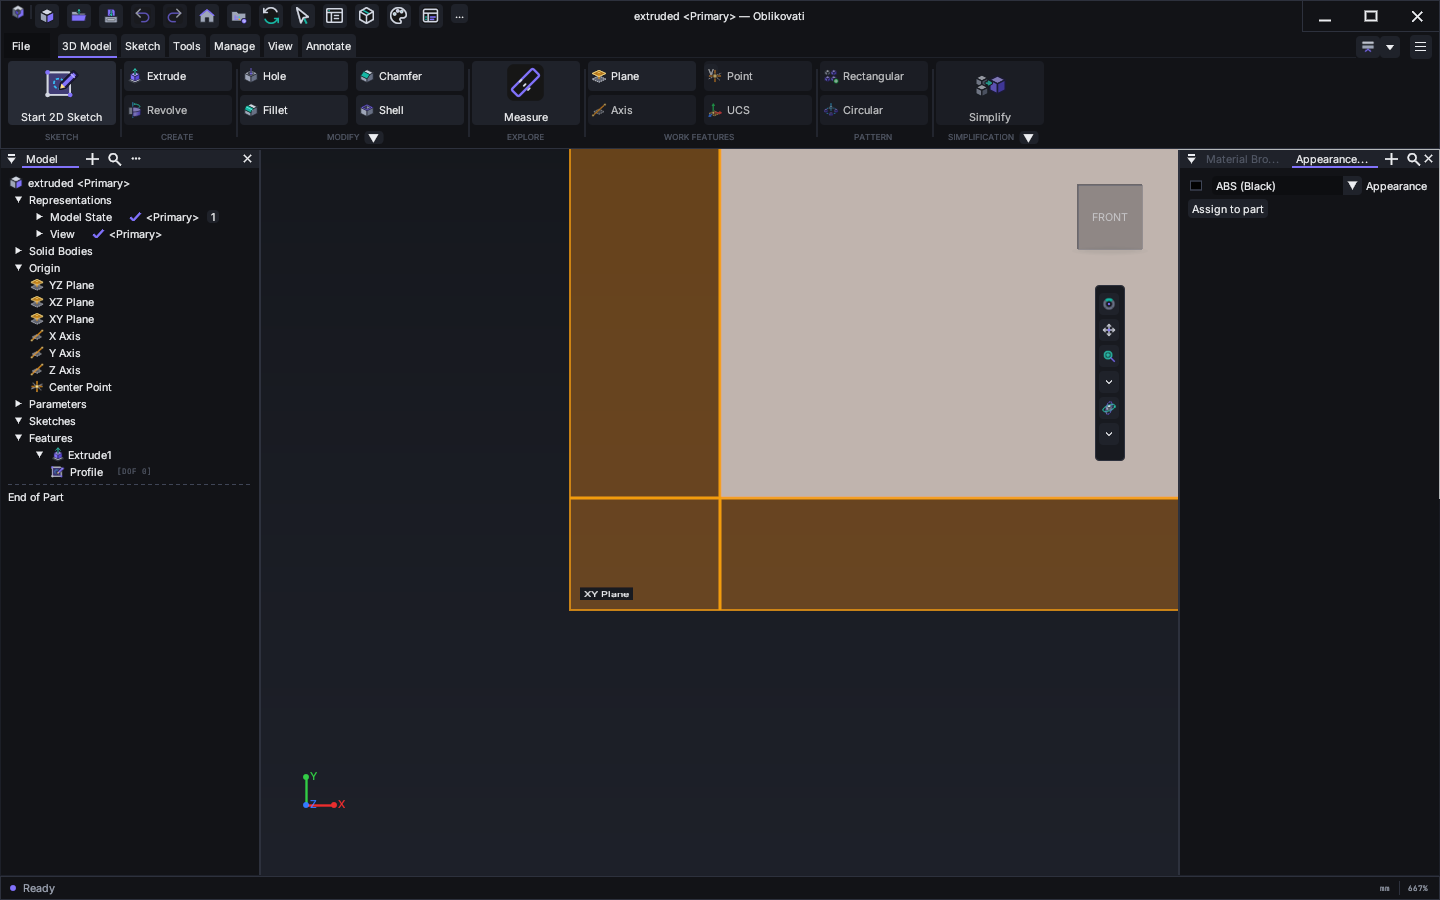 extruded <Primary> — Oblikovati
File
3D Model
Sketch
Tools
Manage
View
Annotate
Start 2D Sketch
Extrude
Revolve
Hole
Fillet
Chamfer
Shell
Measure
Plane
Axis
Point
UCS
Rectangular
Circular
Simplify
SKETCH
CREATE
MODIFY
EXPLORE
WORK FEATURES
PATTERN
SIMPLIFICATION
Model
extruded <Primary>
Representations
Model State <Primary> 1
View <Primary>
Solid Bodies
Origin
YZ Plane
XZ Plane
XY Plane
X Axis
Y Axis
Z Axis
Center Point
Parameters
Sketches
Features
Extrude1
Profile [DOF 0]
End of Part
FRONT
XY Plane
Y
Z
X
Material Bro...
Appearance...
ABS (Black)
Appearance
Assign to part
Ready
mm
667%